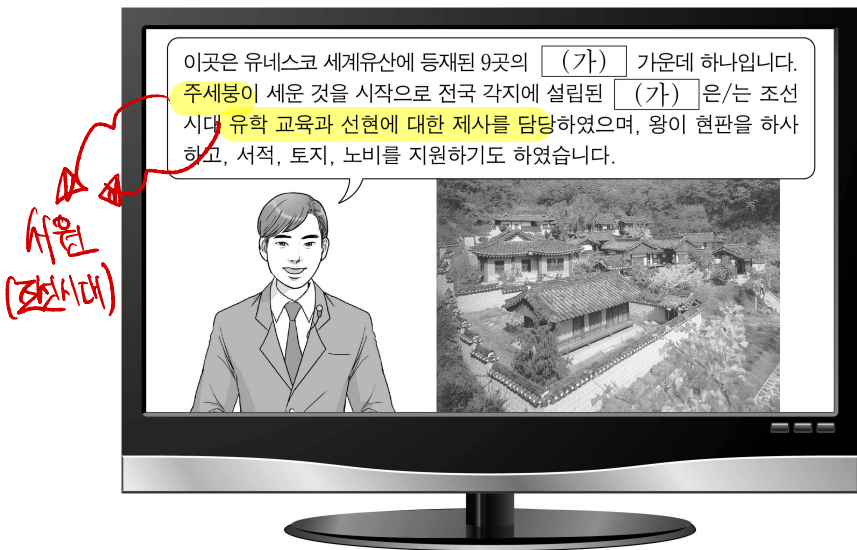 이곳은 유네스코 세계유산에 등재된 9곳의 (가) 가운데 하나입니다.
주세붕이 세운 것을 시작으로 전국 각지에 설립된 (가) 은/는 조선
시대 유학 교육과 선현에 대한 제사를 담당하였으며, 왕이 현판을 하사
하고, 서적, 토지, 노비를 지원하기도 하였습니다.
서원
(조선시대)